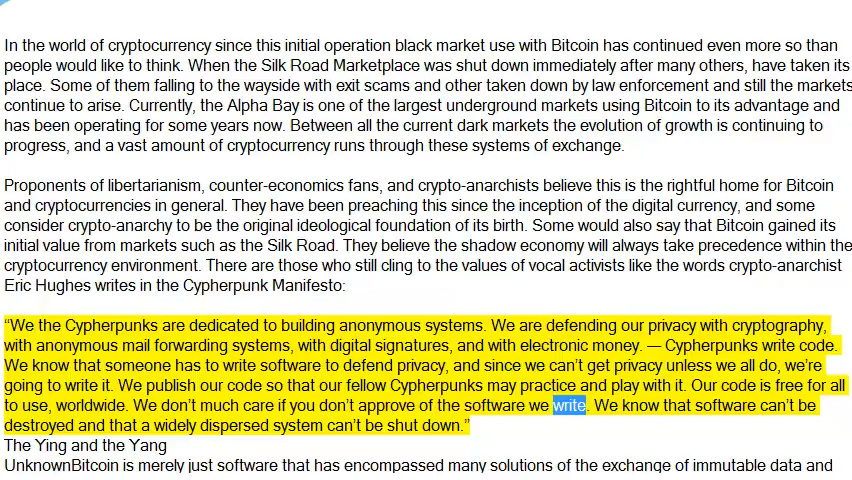 In the world of cryptocurrency since this initial operation black market use with Bitcoin has continued even more so than
people would like to think. When the Silk Road Marketplace was shut down immediately after many others, have taken its
place. Some of them falling to the wayside with exit scams and other taken down by law enforcement and still the markets
continue to arise. Currently, the Alpha Bay is one of the largest underground markets using Bitcoin to its advantage and
has been operating for some years now. Between all the current dark markets the evolution of growth is continuing to
progress, and a vast amount of cryptocurrency runs through these systems of exchange.
Proponents of libertarianism, counter-economics fans, and crypto-anarchists believe this is the rightful home for Bitcoin
and cryptocurrencies in general. They have been preaching this since the inception of the digital currency, and some
consider crypto-anarchy to be the original ideological foundation of its birth. Some would also say that Bitcoin gained its
initial value from markets such as the Silk Road. They believe the shadow economy will always take precedence within the
cryptocurrency environment. There are those who still cling to the values of vocal activists like the words crypto-anarchist
Eric Hughes writes in the Cypherpunk Manifesto:
“We the Cypherpunks are dedicated to building anonymous systems. We are defending our privacy with cryptography,
with anonymous mail forwarding systems, with digital signatures, and with electronic money. — Cypherpunks write code.
We know that someone has to write software to defend privacy, and since we can’t get privacy unless we all do, we’re
going to write it. We publish our code so that our fellow Cypherpunks may practice and play with it. Our code is free for all
to use, worldwide. We don’t much care if you don’t approve of the software we write. We know that software can’t be
destroyed and that a widely dispersed system can’t be shut down.”
The Ying and the Yang
UnknownBitcoin is merely just software that has encompassed many solutions of the exchange of immutable data and